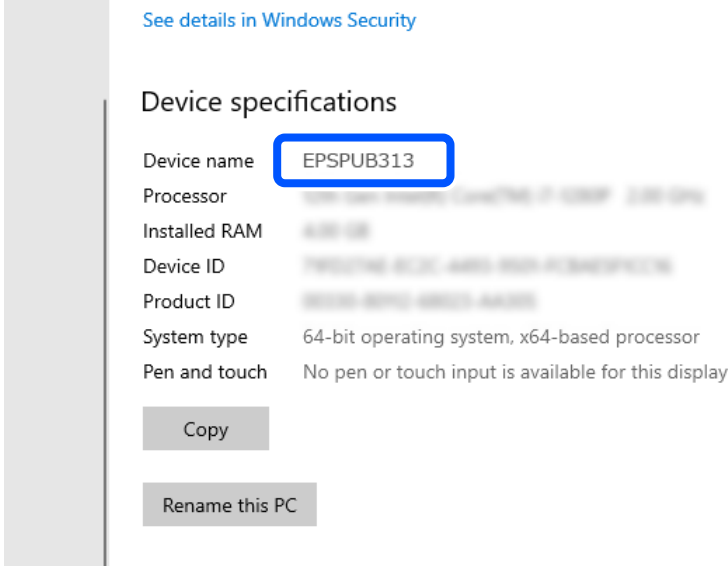 See details in Windows Security
Device specifications
Device name EPSPUB313
Processor
Installed RAM
Device ID
Product ID
System type 64-bit operating system, x64-based processor
Pen and touch No pen or touch input is available for this display
Copy
Rename this PC